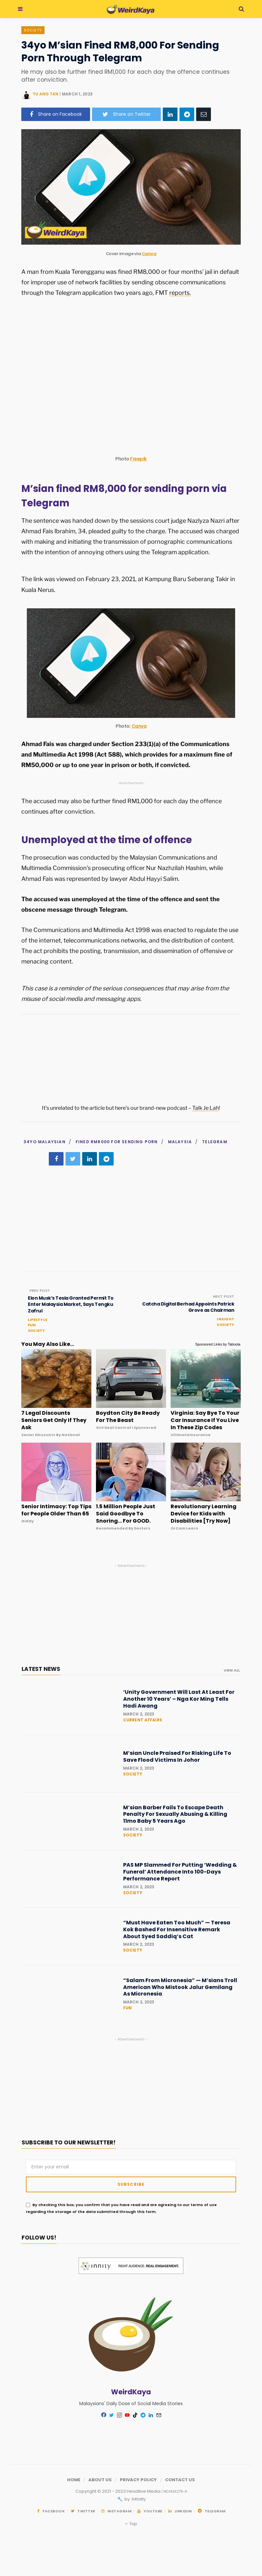 WeirdKaya
SOCIETY
34yo M'sian Fined RM8,000 For Sending
Porn Through Telegram
He may also be further fined RM1,000 for each day the offence continues
after conviction.
YU ANG TAN | MARCH 1, 2023
Share on Facebook
Share on Twitter
WeirdKaya
Cover image via Canva
A man from Kuala Terengganu was fined RM8,000 or four months' jail in default
for improper use of network facilities by sending obscene communications
through the Telegram application two years ago, FMT reports.
Photo Freepik
M'sian fined RM8,000 for sending porn via
Telegram
The sentence was handed down by the sessions court judge Nazlyza Nazri after
Ahmad Fais Ibrahim, 34, pleaded guilty to the charge. The accused was charged
with making and initiating the transmission of pornographic communications
with the intention of annoying others using the Telegram application.
The link was viewed on February 23, 2021, at Kampung Baru Seberang Takir in
Kuala Nerus.
Photo: Canva
Ahmad Fais was charged under Section 233(1)(a) of the Communications
and Multimedia Act 1998 (Act 588), which provides for a maximum fine of
RM50,000 or up to one year in prison or both, if convicted.
- Advertisement -
The accused may also be further fined RM1,000 for each day the offence
continues after conviction.
Unemployed at the time of offence
The prosecution was conducted by the Malaysian Communications and
Multimedia Commission's prosecuting officer Nur Nazhzilah Hashim, while
Ahmad Fais was represented by lawyer Abdul Hayyi Salim.
The accused was unemployed at the time of the offence and sent the
obscene message through Telegram.
The Communications and Multimedia Act 1998 was enacted to regulate the use
of the internet, telecommunications networks, and the distribution of content.
The act prohibits the posting, transmission, and dissemination of offensive or
menacing content.
This case is a reminder of the severe consequences that may arise from the
misuse of social media and messaging apps.
It's unrelated to the article but here's our brand-new podcast – Talk Je Lah!
34YO MALAYSIAN / FINED RM8000 FOR SENDING PORN / MALAYSIA / TELEGRAM
PREV POST
Elon Musk's Tesla Granted Permit To
Enter Malaysia Market, Says Tengku
Zafrul
LIFESTYLE
FUN
SOCIETY
NEXT POST
Catcha Digital Berhad Appoints Patrick
Grove as Chairman
INSIGHT
SOCIETY
You May Also Like...
Sponsored Links by Taboola
7 Legal Discounts
Seniors Get Only If They
Ask
Senior Discounts By National
Boydton City Be Ready
For The Beast
Virginia: Say Bye To Your
Car Insurance If You Live
In These Zip Codes
Senior Intimacy: Top Tips
for People Older Than 65
1.5 Million People Just
Said Goodbye To
Snoring... For GOOD.
Recommended By Doctors
Revolutionary Learning
Device for Kids with
Disabilities [Try Now]
OrCam Learn
- Advertisement -
LATEST NEWS
VIEW ALL
'Unity Government Will Last At Least For
Another 10 Years' – Nga Kor Ming Tells
Hadi Awang
MARCH 2, 2023
CURRENT AFFAIRS
M'sian Uncle Praised For Risking Life To
Save Flood Victims In Johor
MARCH 2, 2023
SOCIETY
M'sian Barber Fails To Escape Death
Penalty For Sexually Abusing & Killing
11mo Baby 5 Years Ago
MARCH 2, 2023
SOCIETY
PAS MP Slammed For Putting 'Wedding &
Funeral' Attendance Into 100-Days
Performance Report
MARCH 2, 2023
SOCIETY
"Must Have Eaten Too Much" — Teresa
Kok Bashed For Insensitive Remark
About Syed Saddiq's Cat
MARCH 2, 2023
SOCIETY
"Salam From Micronesia" — M'sians Troll
American Who Mistook Jalur Gemilang
As Micronesia
MARCH 2, 2023
FUN
- Advertisement -
SUBSCRIBE TO OUR NEWSLETTER!
Enter your email
SUBSCRIBE
By checking this box, you confirm that you have read and are agreeing to our terms of use
regarding the storage of the data submitted through this form.
FOLLOW US!
innity
RIGHT AUDIENCE. REAL ENGAGEMENT.
WeirdKaya
Malaysians' Daily Dose of Social Media Stories
HOME / ABOUT US / PRIVACY POLICY / CONTACT US
by Initially
FACEBOOK TWITTER INSTAGRAM YOUTUBE LINKEDIN TELEGRAM
Top